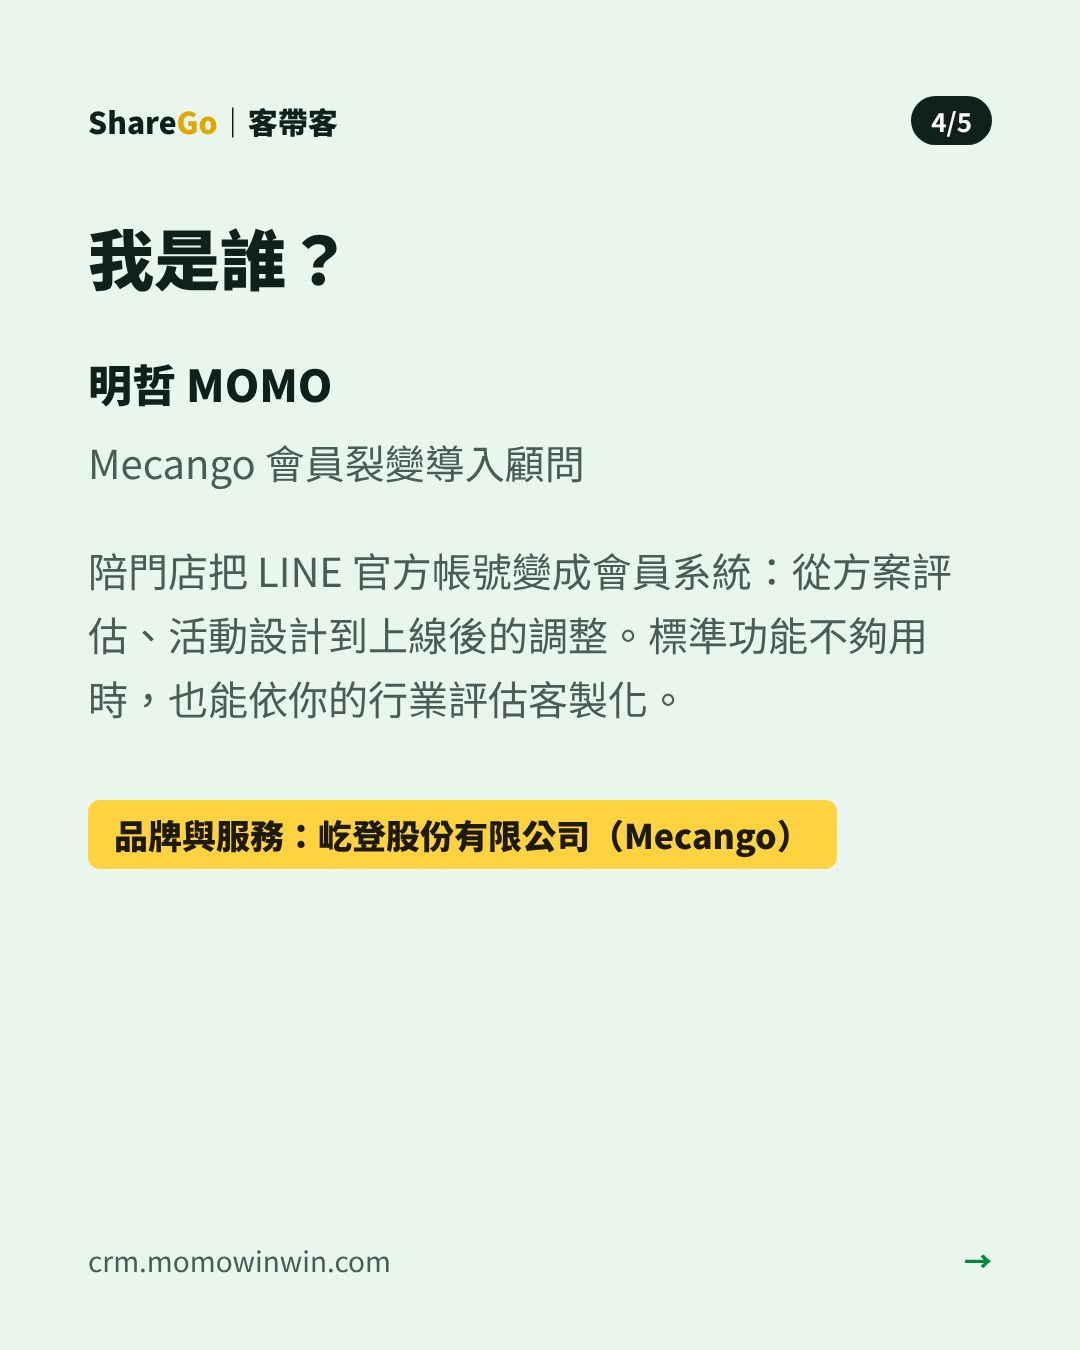 ShareGo｜客帶客
4/5
我是誰？
明哲 MOMO
Mecango 會員裂變導入顧問
陪門店把 LINE 官方帳號變成會員系統：從方案評
估、活動設計到上線後的調整。標準功能不夠用
時，也能依你的行業評估客製化。
品牌與服務：屹登股份有限公司（Mecango）
crm.momowinwin.com
→